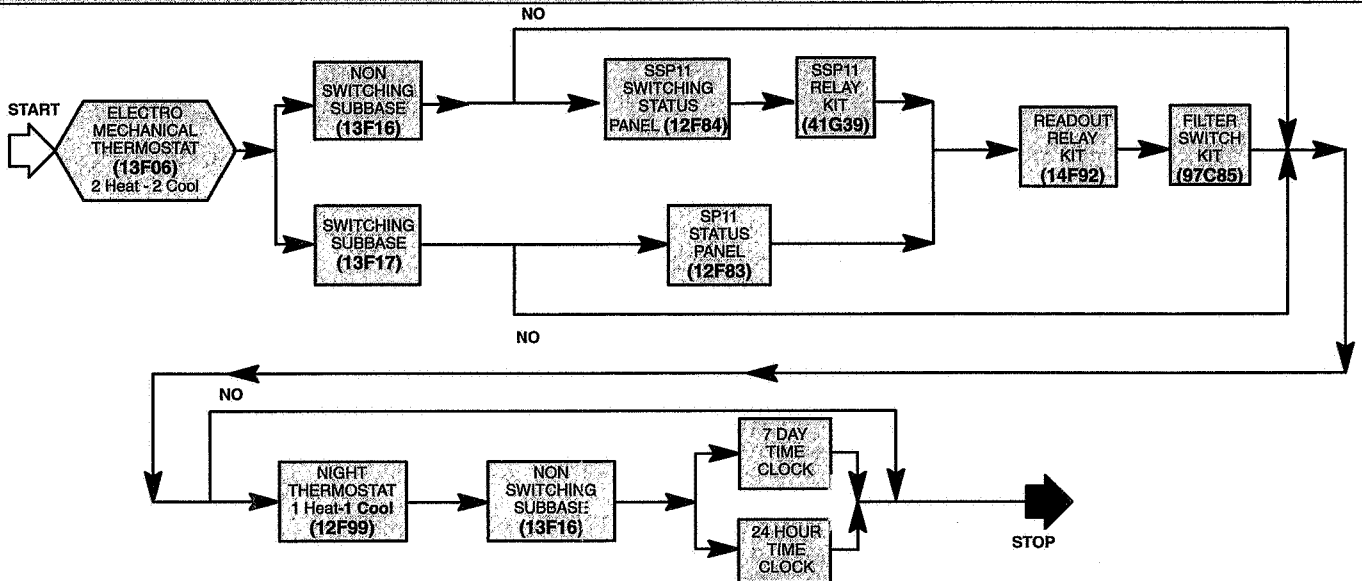 NO
START
ELECTRO
MECHANICAL
THERMOSTAT
(13F06)
2 Heat - 2 Cool
NON
SWITCHING
SUBBASE
(13F16)
SSP11
SWITCHING
STATUS
PANEL (12F84)
SSP11
RELAY
KIT
(41G39)
READOUT
RELAY
KIT
(14F92)
FILTER
SWITCH
KIT
(97C85)
SWITCHING
SUBBASE
(13F17)
SP11
STATUS
PANEL
(12F83)
NO
NO
NIGHT
THERMOSTAT
1 Heat-1 Cool
(12F99)
NON
SWITCHING
SUBBASE
(13F16)
7 DAY
TIME
CLOCK
24 HOUR
TIME
CLOCK
STOP